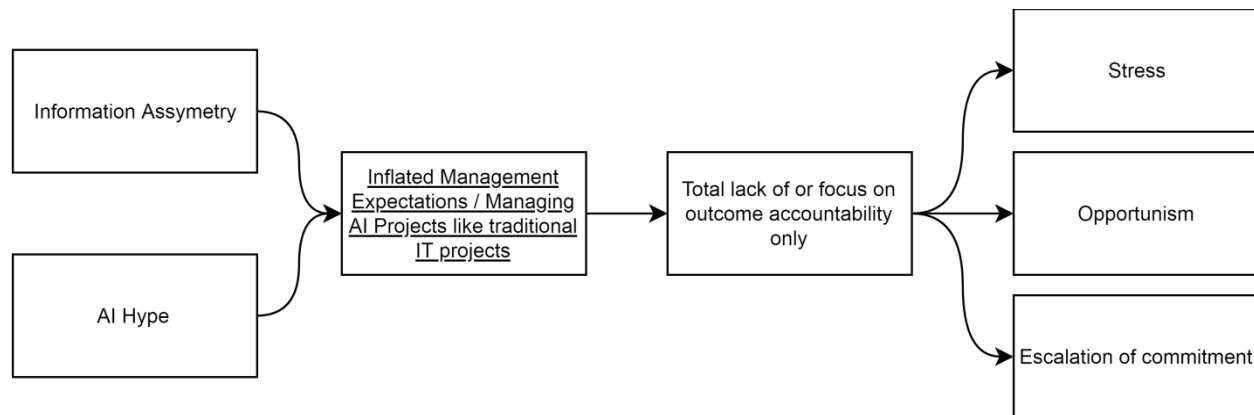 Information Assymetry
AI Hype
Inflated Management
Expectations / Managing
AI Projects like traditional
IT projects
Total lack of or focus on
outcome accountability
only
Stress
Opportunism
Escalation of commitment